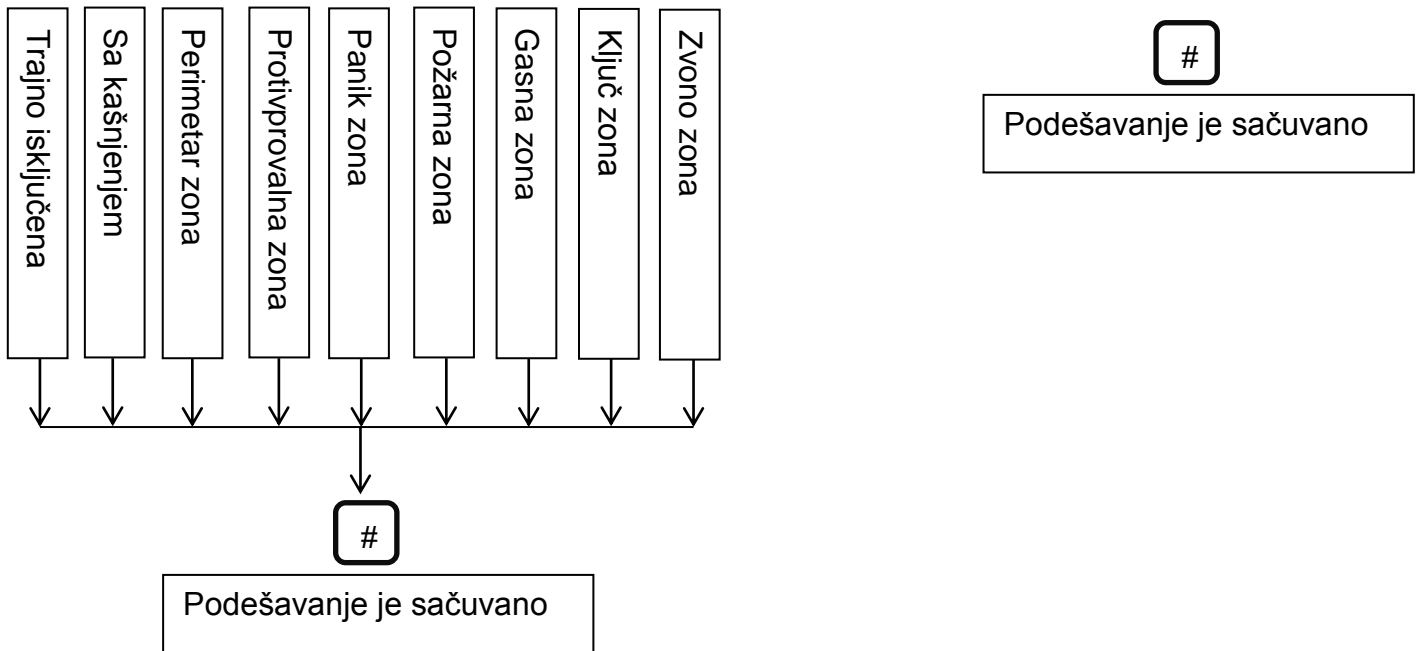 Trajno isključena
Sa kašnjenjem
Perimetar zona
Protivprovalna zona
Panik zona
Požarna zona
Gasna zona
Ključ zona
Zvono zona
#
Podešavanje je sačuvano
#
Podešavanje je sačuvano